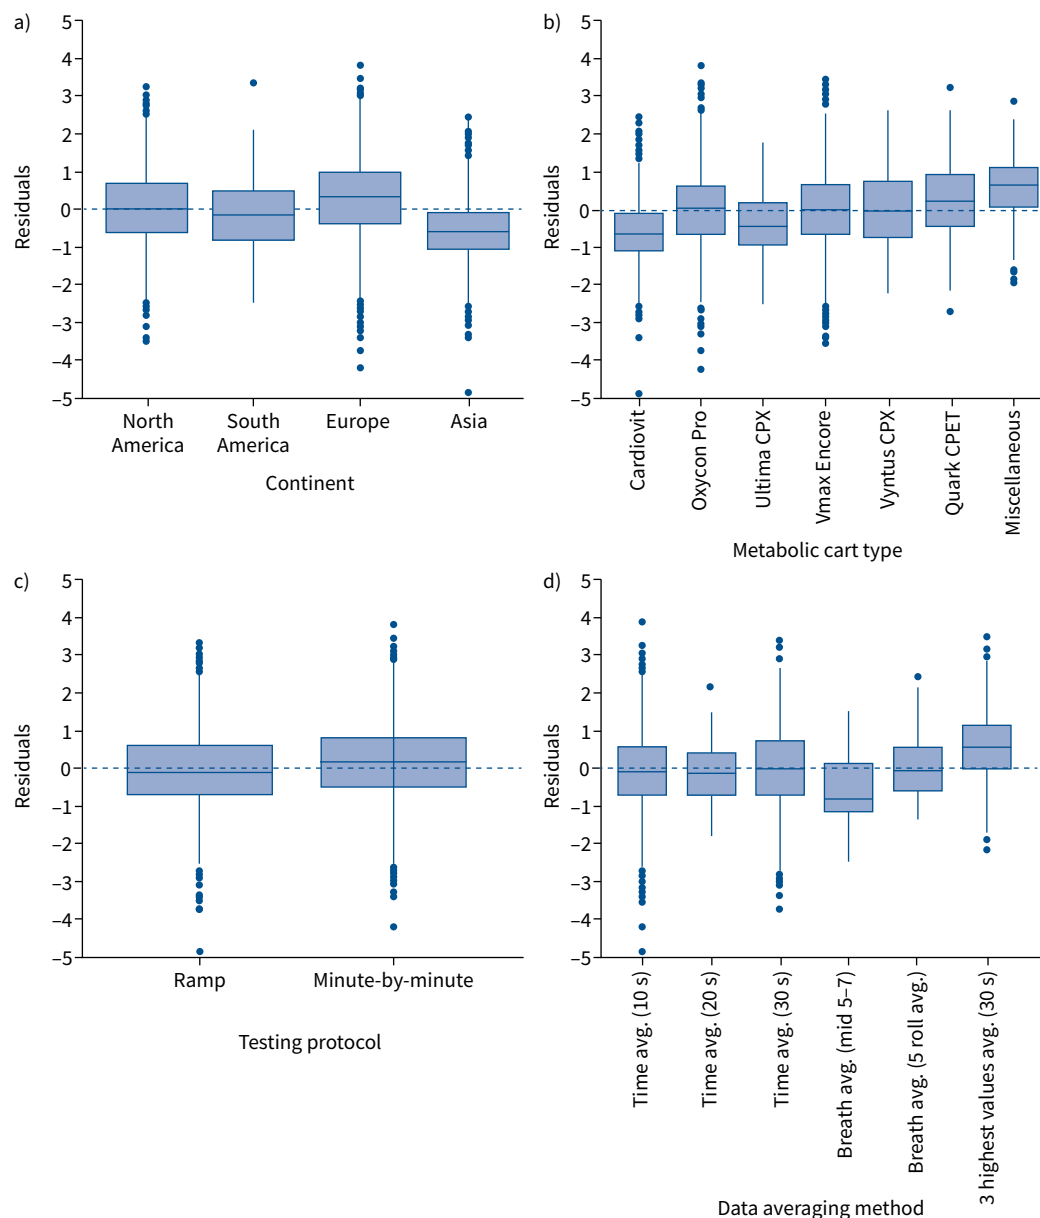 a)
5
4
3
2
1
0
–1
–2
–3
–4
–5
Residuals
North
America
South
America
Europe
Asia
Continent
b)
5
4
3
2
1
0
–1
–2
–3
–4
–5
Residuals
Cardiovit
Oxycon Pro
Ultima CPX
Vmax Encore
Vyntus CPX
Quark CPET
Miscellaneous
Metabolic cart type
c)
5
4
3
2
1
0
–1
–2
–3
–4
–5
Residuals
Ramp
Minute-by-minute
Testing protocol
d)
5
4
3
2
1
0
–1
–2
–3
–4
–5
Residuals
Time avg. (10 s)
Time avg. (20 s)
Time avg. (30 s)
Breath avg. (mid 5–7)
Breath avg. (5 roll avg.)
3 highest values avg. (30 s)
Data averaging method